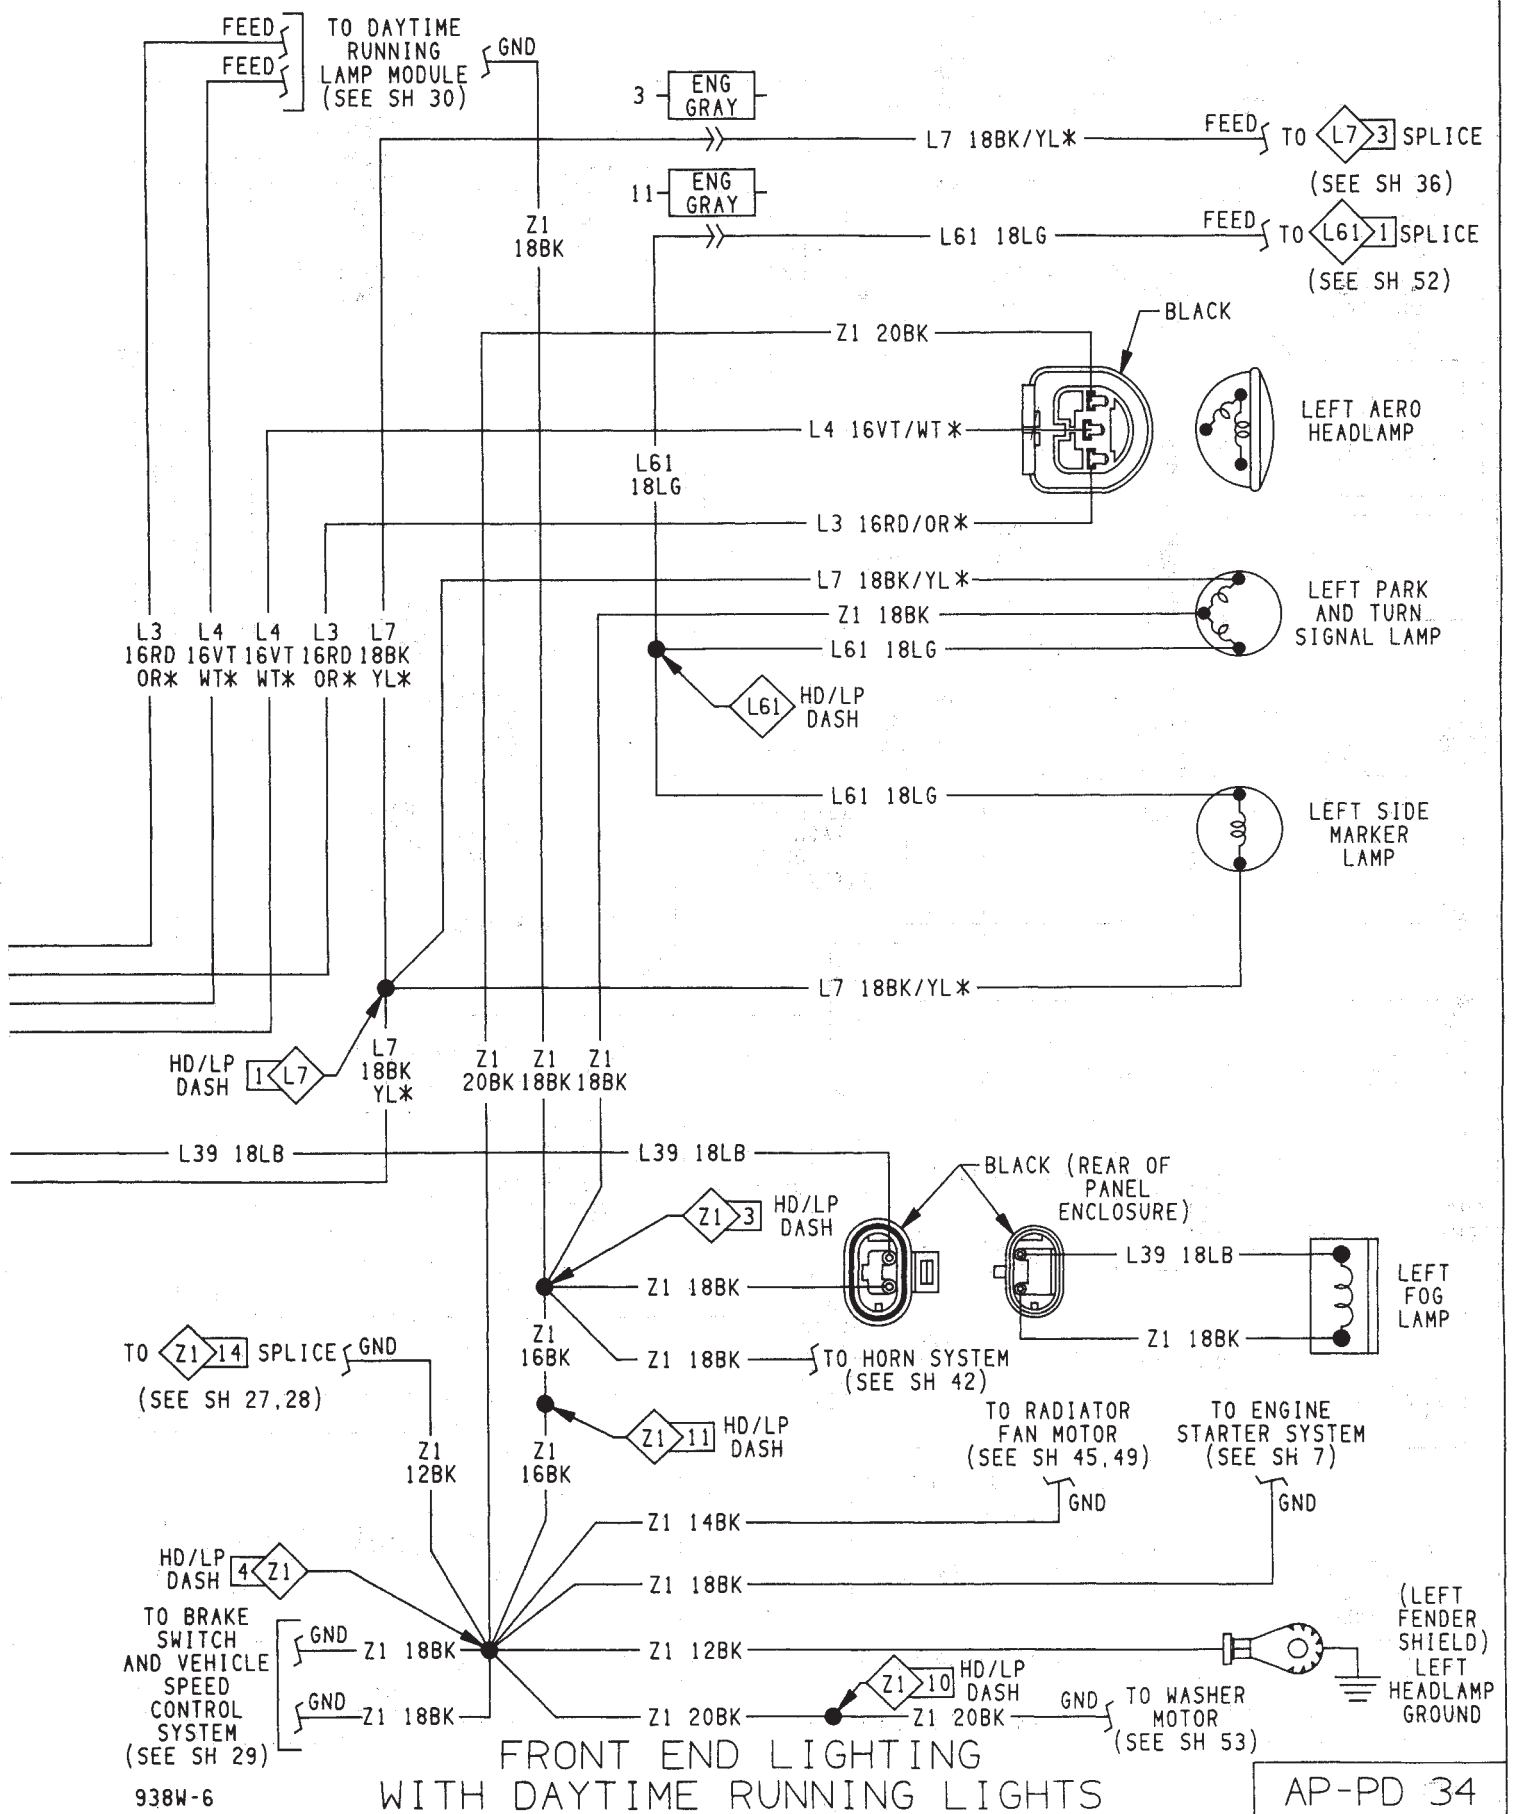 FEED
FEED
TO DAYTIME
RUNNING
LAMP MODULE
(SEE SH 30)
GND
3
ENG
GRAY
L7 18BK/YL*
FEED
TO L7 3 SPLICE
(SEE SH 36)
11
ENG
GRAY
L61 18LG
FEED
TO L61 1 SPLICE
(SEE SH 52)
Z1
18BK
Z1 20BK
BLACK
L4 16VT/WT*
LEFT AERO
HEADLAMP
L61
18LG
L3 16RD/OR*
L7 18BK/YL*
Z1 18BK
L61 18LG
LEFT PARK
AND TURN
SIGNAL LAMP
L3
16RD
OR*
L4
16VT
WT*
L4
16VT
WT*
L3
16RD
OR*
L7
18BK
YL*
L61
HD/LP
DASH
L61 18LG
LEFT SIDE
MARKER
LAMP
L7 18BK/YL*
HD/LP
DASH
1 L7
L7
18BK
YL*
Z1
20BK
Z1
18BK
Z1
18BK
L39 18LB
L39 18LB
BLACK (REAR OF
PANEL
ENCLOSURE)
Z1 3
HD/LP
DASH
L39 18LB
Z1 18BK
LEFT
FOG
LAMP
Z1 18BK
Z1
16BK
TO Z1 14 SPLICE
GND
(SEE SH 27,28)
Z1 18BK
TO HORN SYSTEM
(SEE SH 42)
Z1 11
HD/LP
DASH
TO RADIATOR
FAN MOTOR
(SEE SH 45,49)
GND
TO ENGINE
STARTER SYSTEM
(SEE SH 7)
GND
Z1
12BK
Z1
16BK
Z1 14BK
HD/LP
DASH
4 Z1
Z1 18BK
TO BRAKE
SWITCH
AND VEHICLE
SPEED
CONTROL
SYSTEM
(SEE SH 29)
GND
Z1 18BK
GND
Z1 18BK
Z1 12BK
(LEFT
FENDER
SHIELD)
LEFT
HEADLAMP
GROUND
Z1 20BK
Z1 10
HD/LP
DASH
Z1 20BK
GND
TO WASHER
MOTOR
(SEE SH 53)
FRONT END LIGHTING
WITH DAYTIME RUNNING LIGHTS
938W-6
AP-PD 34